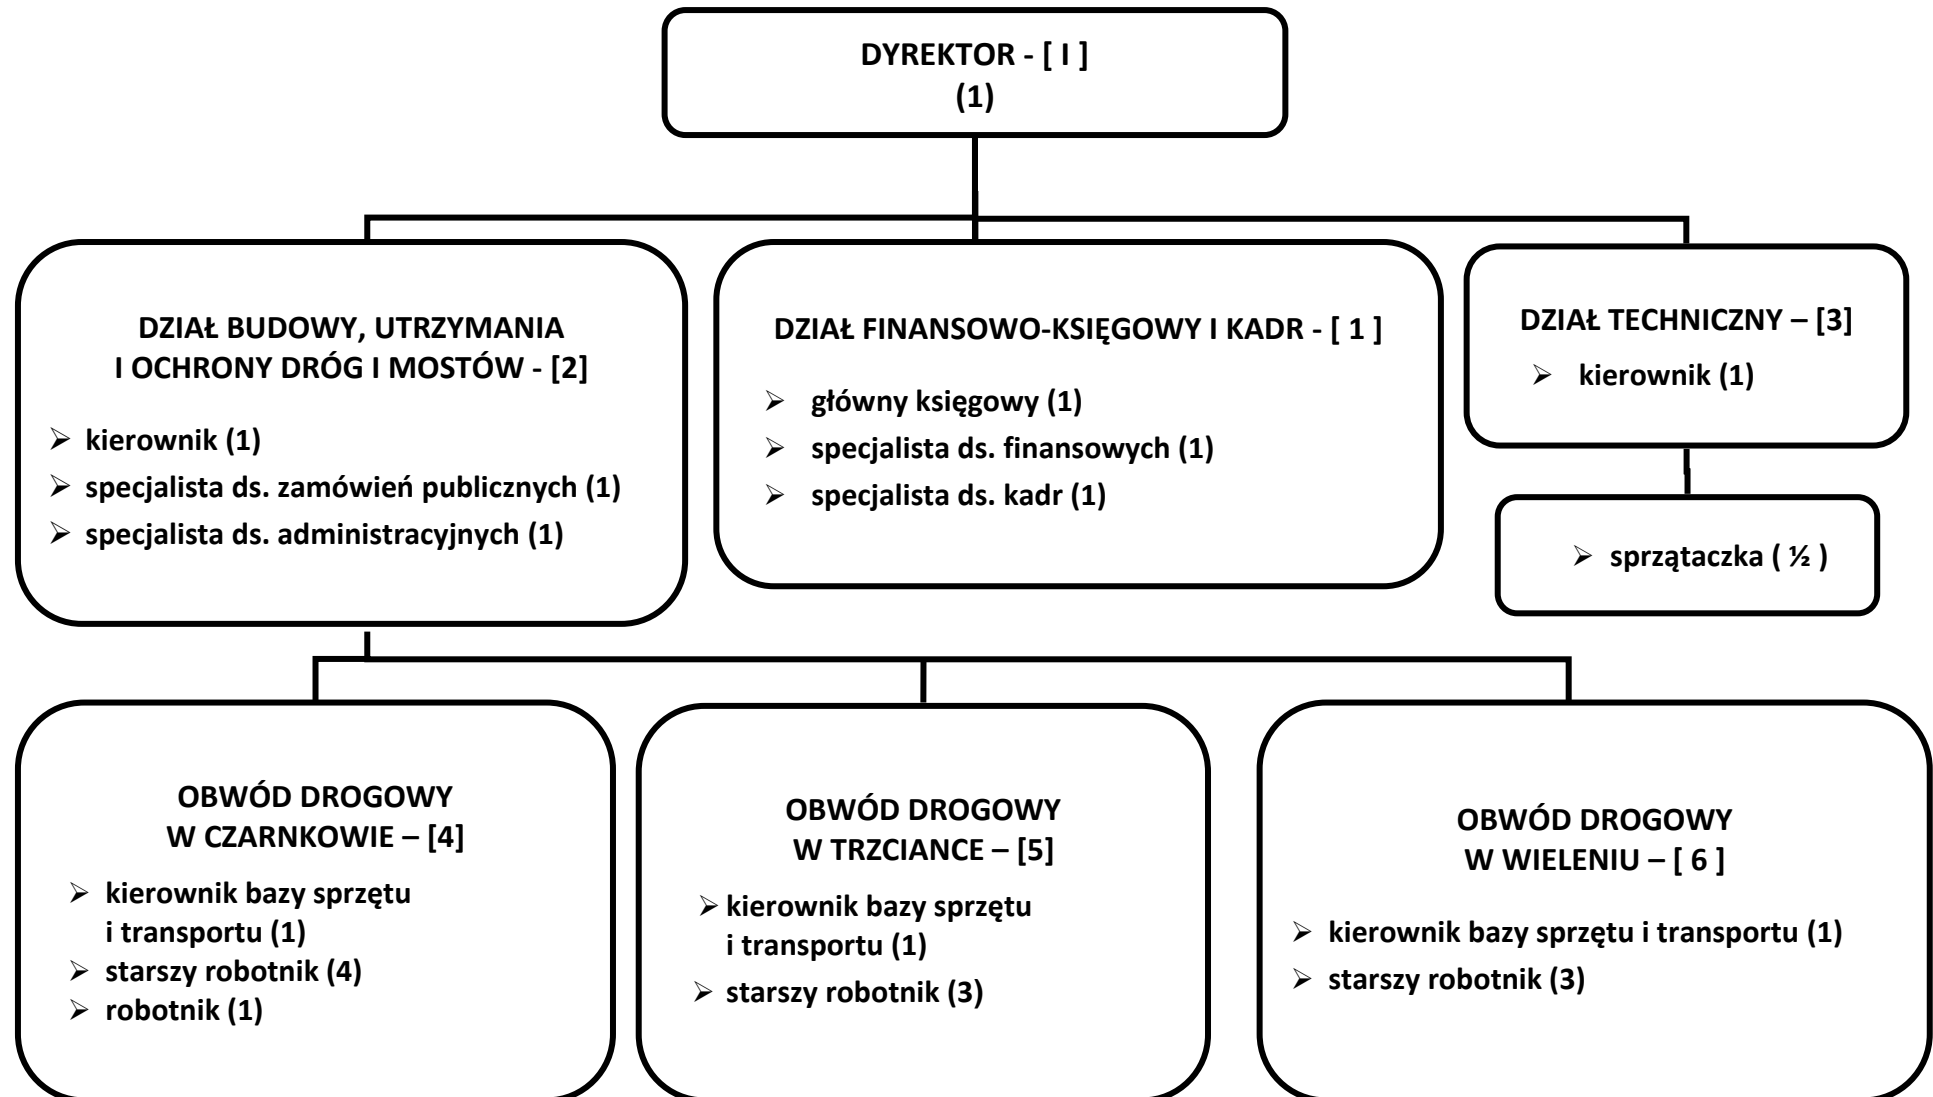 DYREKTOR - [ I ]
(1)
DZIAŁ BUDOWY, UTRZYMANIA
I OCHRONY DRÓG I MOSTÓW - [2]
➢ kierownik (1)
➢ specjalista ds. zamówień publicznych (1)
➢ specjalista ds. administracyjnych (1)
DZIAŁ FINANSOWO-KSIĘGOWY I KADR - [ 1 ]
➢ główny księgowy (1)
➢ specjalista ds. finansowych (1)
➢ specjalista ds. kadr (1)
DZIAŁ TECHNICZNY – [3]
➢ kierownik (1)
➢ sprzątaczka ( ½ )
OBWÓD DROGOWY
W CZARNKOWIE – [4]
➢ kierownik bazy sprzętu
i transportu (1)
➢ starszy robotnik (4)
➢ robotnik (1)
OBWÓD DROGOWY
W TRZCIANCE – [5]
➢ kierownik bazy sprzętu
i transportu (1)
➢ starszy robotnik (3)
OBWÓD DROGOWY
W WIELENIU – [ 6 ]
➢ kierownik bazy sprzętu i transportu (1)
➢ starszy robotnik (3)